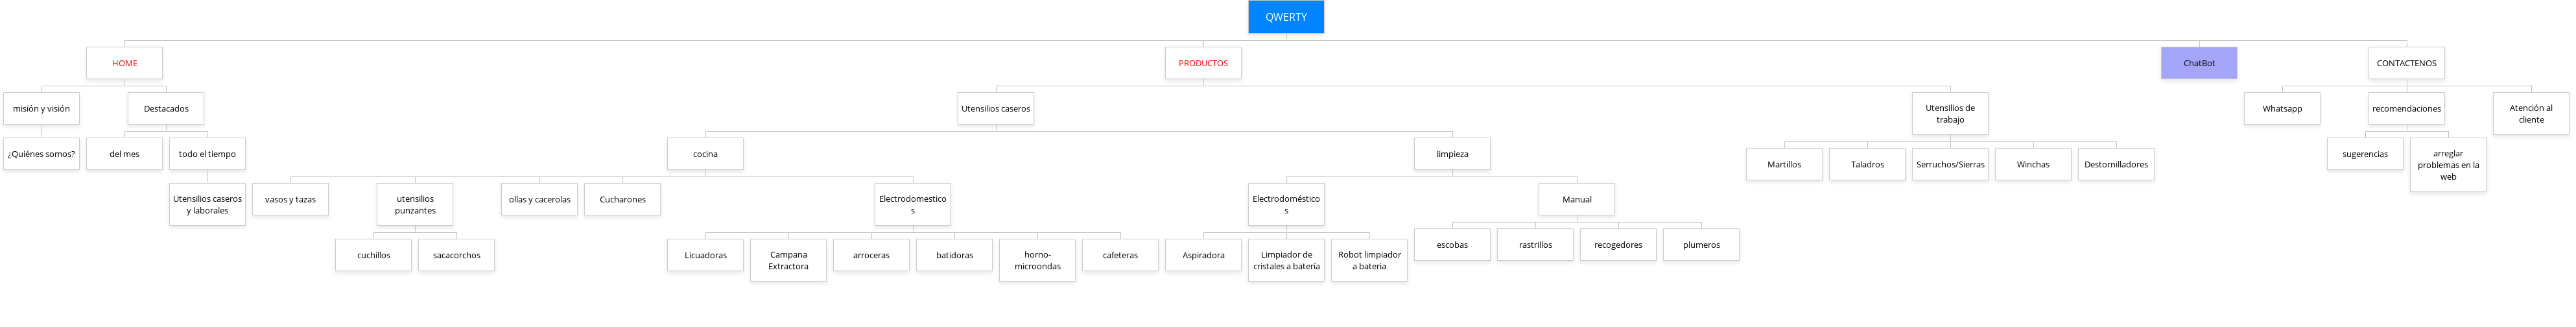 QWERTY
HOME
PRODUCTOS
ChatBot
CONTACTENOS
misión y visión
Destacados
Utensilios caseros
Utensilios de
trabajo
Whatsapp
recomendaciones
Atención al
cliente
¿Quiénes somos?
del mes
todo el tiempo
cocina
limpieza
Martillos
Taladros
Serruchos/Sierras
Winchas
Destornilladores
sugerencias
arreglar
problemas en la
web
Utensilios caseros
y laborales
vasos y tazas
utensilios
punzantes
ollas y cacerolas
Cucharones
Electrodomestico
s
Electrodoméstico
s
Manual
cuchillos
sacacorchos
Licuadoras
Campana
Extractora
arroceras
batidoras
horno-
microondas
cafeteras
Aspiradora
Limpiador de
cristales a batería
Robot limpiador
a bateria
escobas
rastrillos
recogedores
plumeros